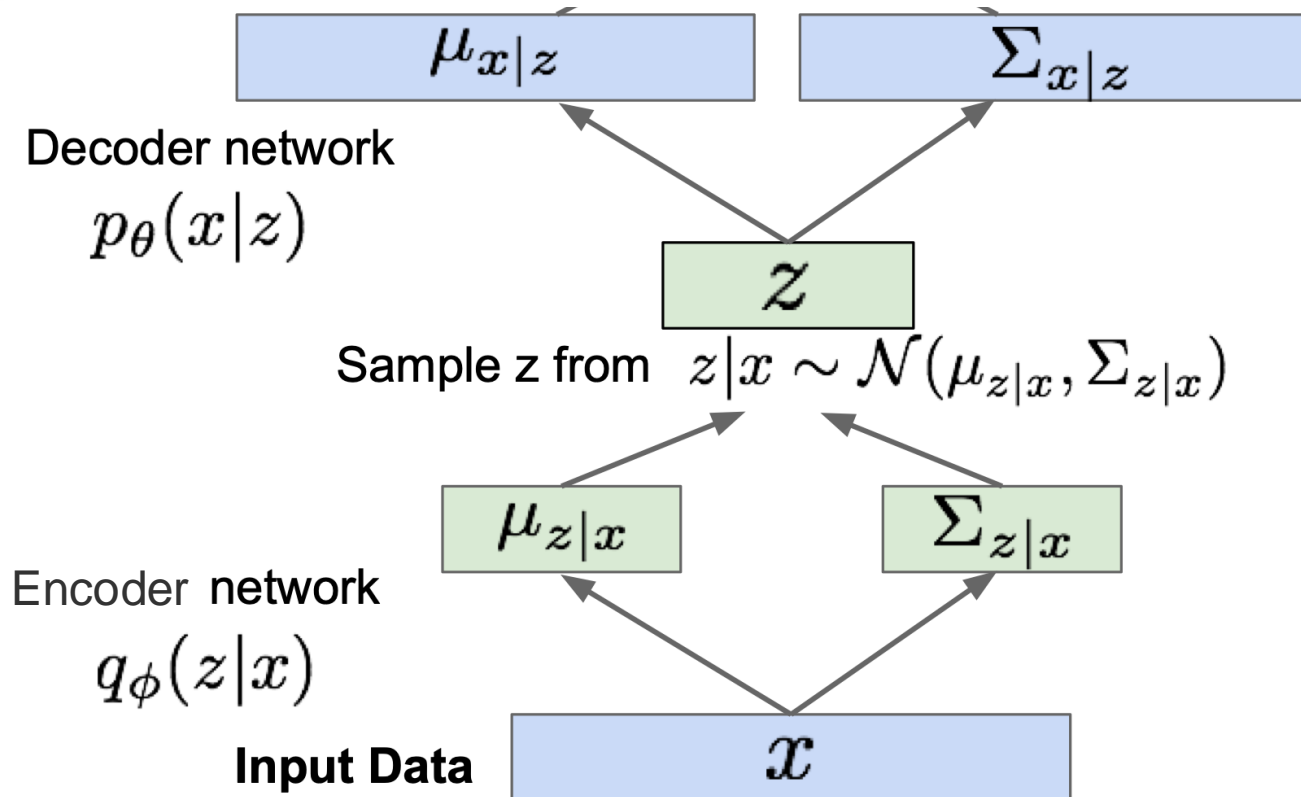 μ_{x|z} Σ_{x|z}
Decoder network
p_θ(x|z)
z
Sample z from z|x ∼ 𝒩(μ_{z|x}, Σ_{z|x})
μ_{z|x} Σ_{z|x}
Encoder network
q_ϕ(z|x)
Input Data x